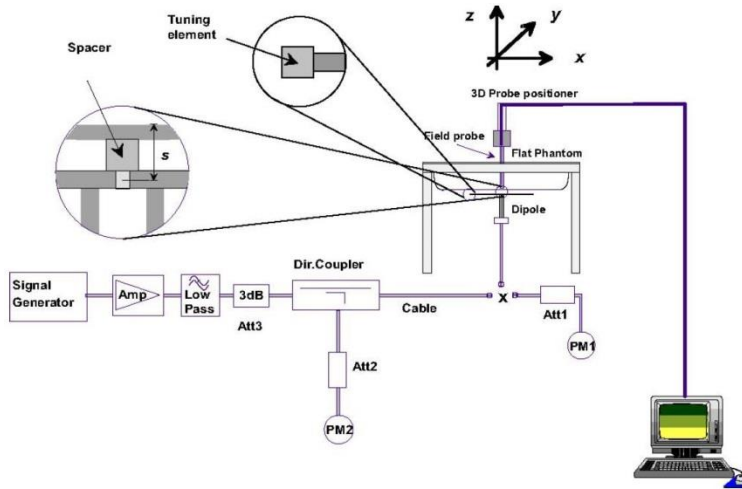 Tuning
element
Spacer
s
z
y
x
3D Probe positioner
Field probe
Flat Phantom
Dipole
Signal
Generator
Amp
Low
Pass
3dB
Att3
Dir.Coupler
Cable
x
Att1
PM1
Att2
PM2